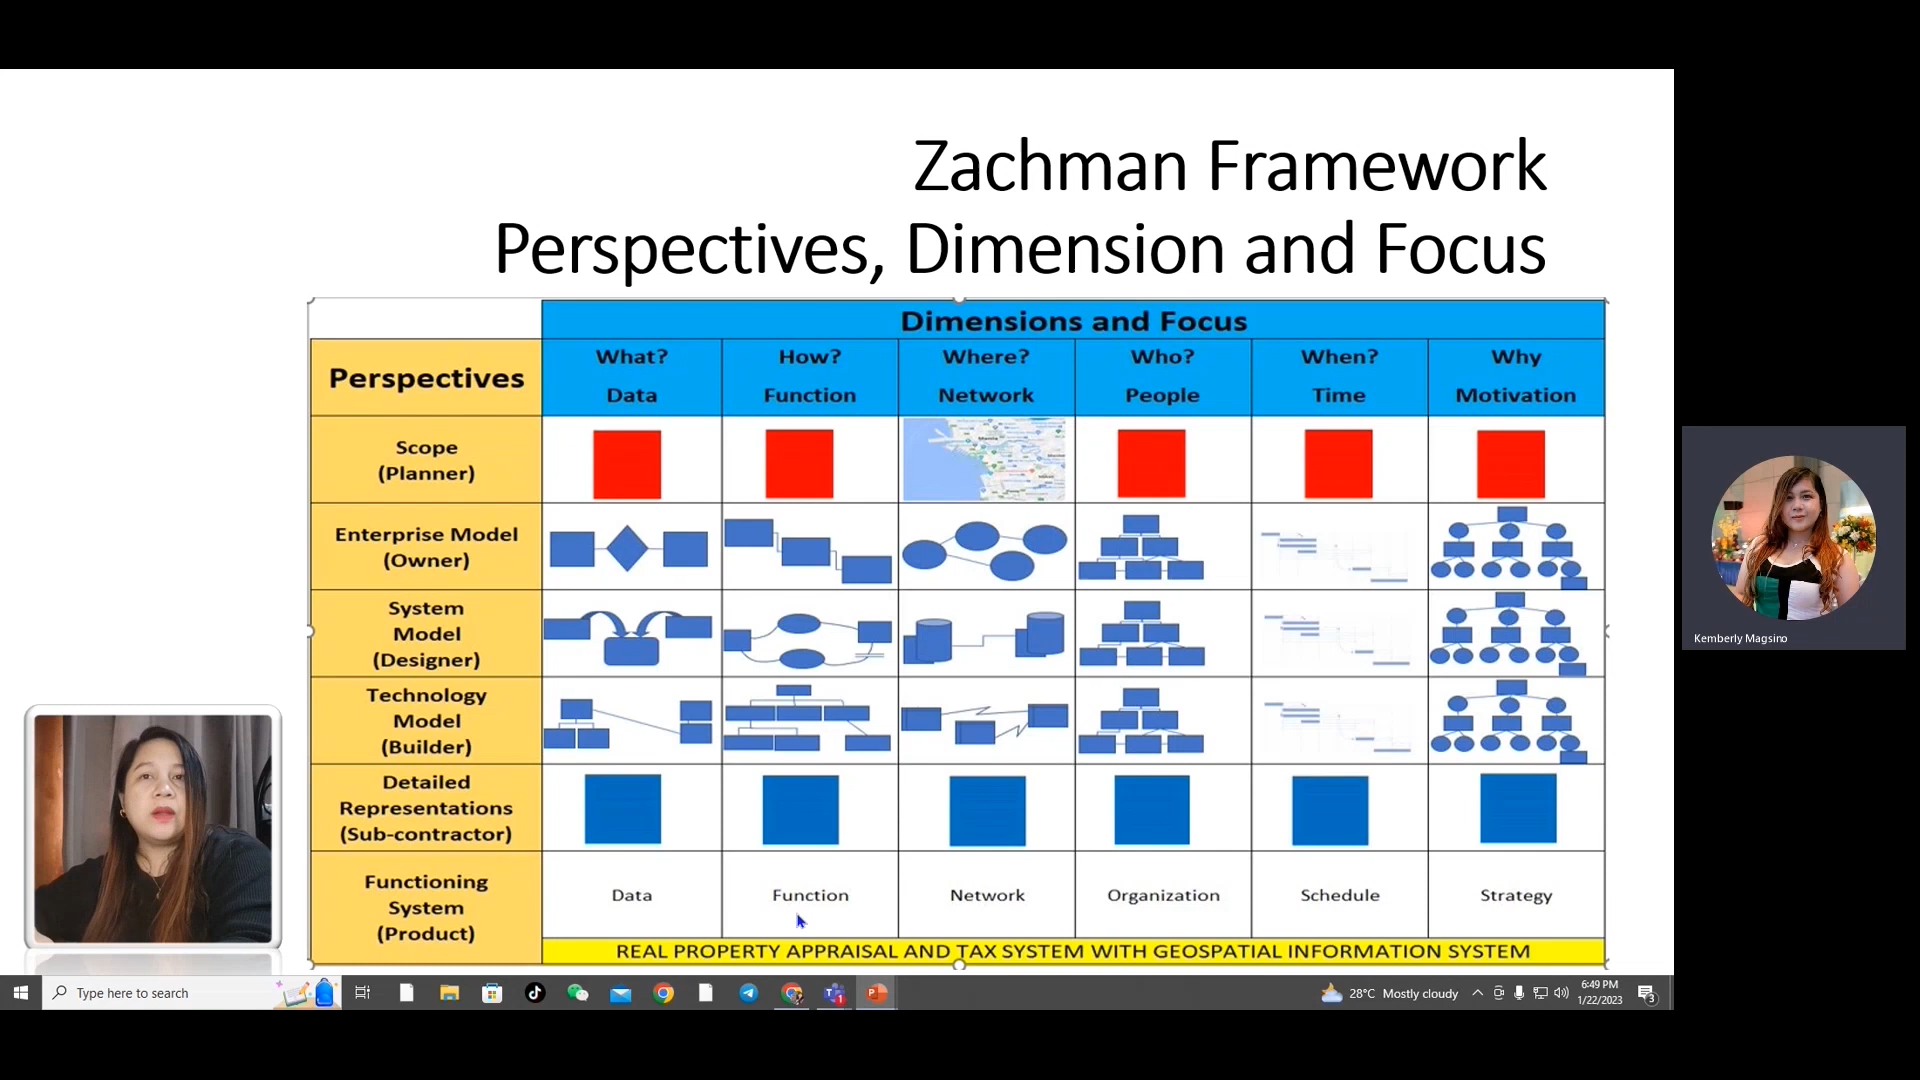 Zachman Framework
Perspectives, Dimension and Focus
Dimensions and Focus
Perspectives
What?
Data
How?
Function
Where?
Network
Who?
People
When?
Time
Why
Motivation
Scope
(Planner)
Enterprise Model
(Owner)
System
Model
(Designer)
Technology
Model
(Builder)
Detailed
Representations
(Sub-contractor)
Functioning
System
(Product)
Data
Function
Network
Organization
Schedule
Strategy
REAL PROPERTY APPRAISAL AND TAX SYSTEM WITH GEOSPATIAL INFORMATION SYSTEM
Kemberly Magsino
Type here to search
28°C Mostly cloudy
6:49 PM
1/22/2023
3